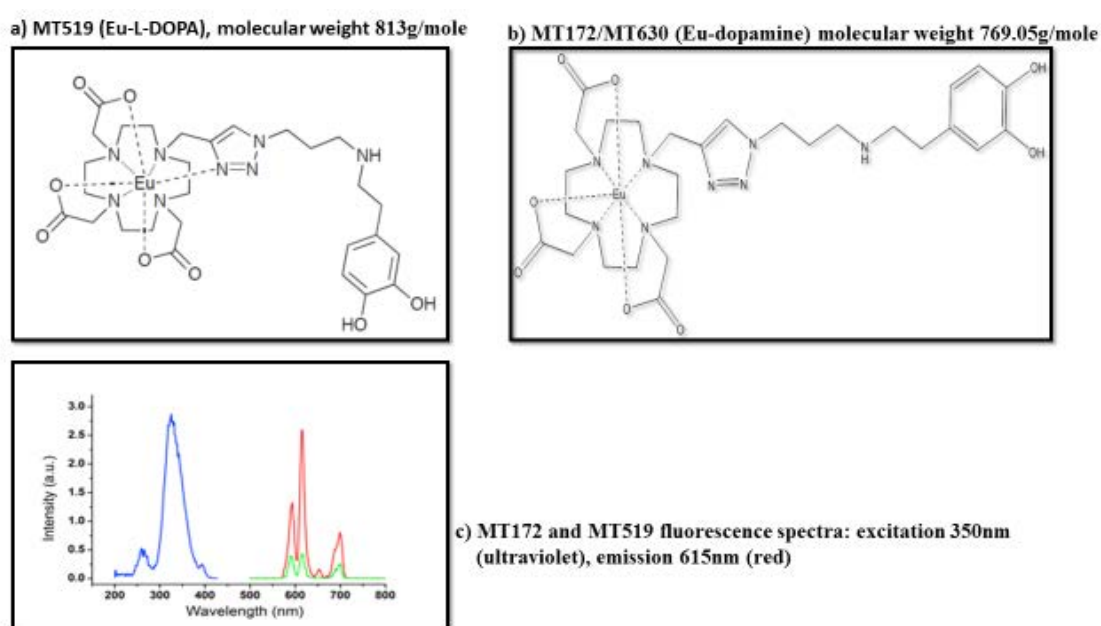 a) MT519 (Eu-L-DOPA), molecular weight 813g/mole
b) MT172/MT630 (Eu-dopamine) molecular weight 769.05g/mole
O
O
N
N
N
N
N
N=N
Eu
O
O
O
O
NH
OH
HO
O
O
N
N
N
N
N
N=N
Eu
O
O
O
O
N
H
OH
OH
3.0
2.5
2.0
1.5
1.0
0.5
0.0
Intensity (a.u.)
200 300 400 500 600 700 800
Wavelength (nm)
c) MT172 and MT519 fluorescence spectra: excitation 350nm
(ultraviolet), emission 615nm (red)